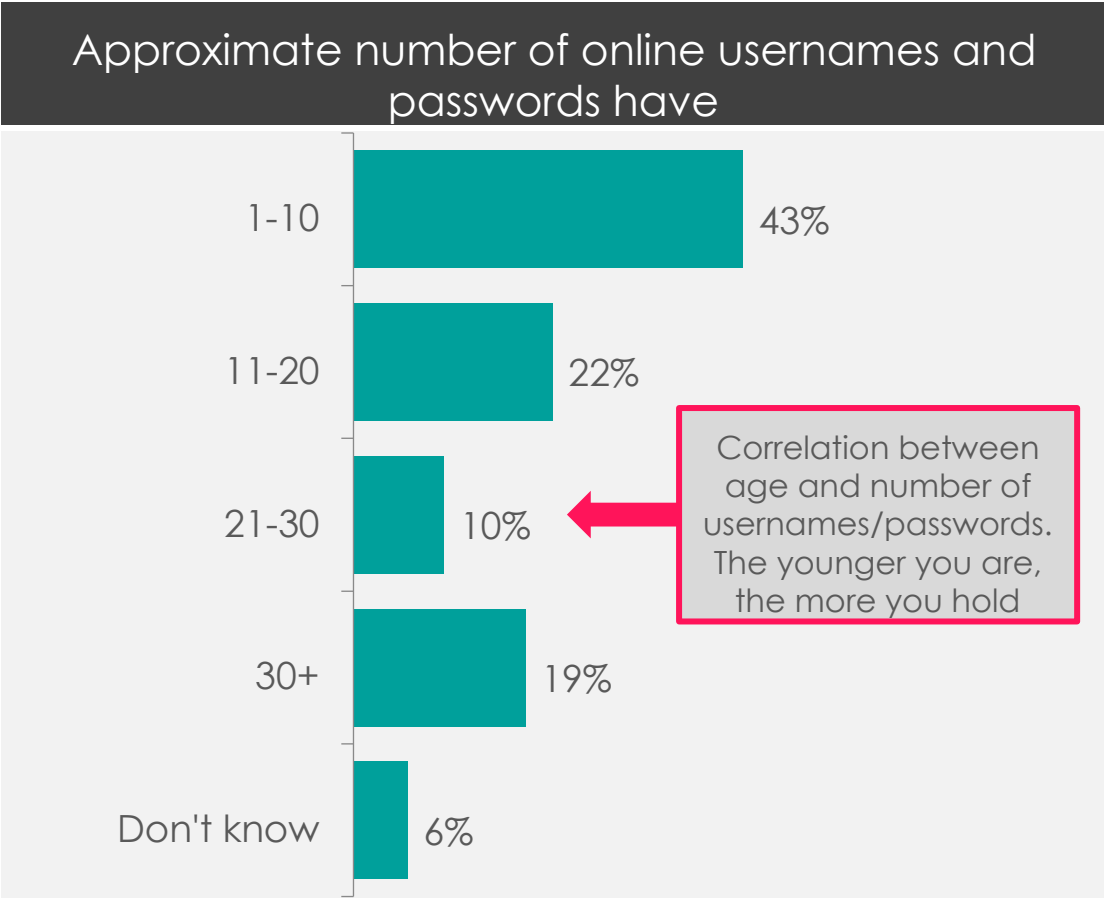 Approximate number of online usernames and
passwords have
1-10
43%
11-20
22%
21-30
10%
Correlation between
age and number of
usernames/passwords.
The younger you are,
the more you hold
30+
19%
Don't know
6%